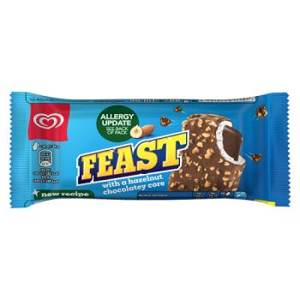 ALLERGY
UPDATE
SEE BACK
OF PACK
FEAST
with a hazelnut
chocolatey core
new recipe